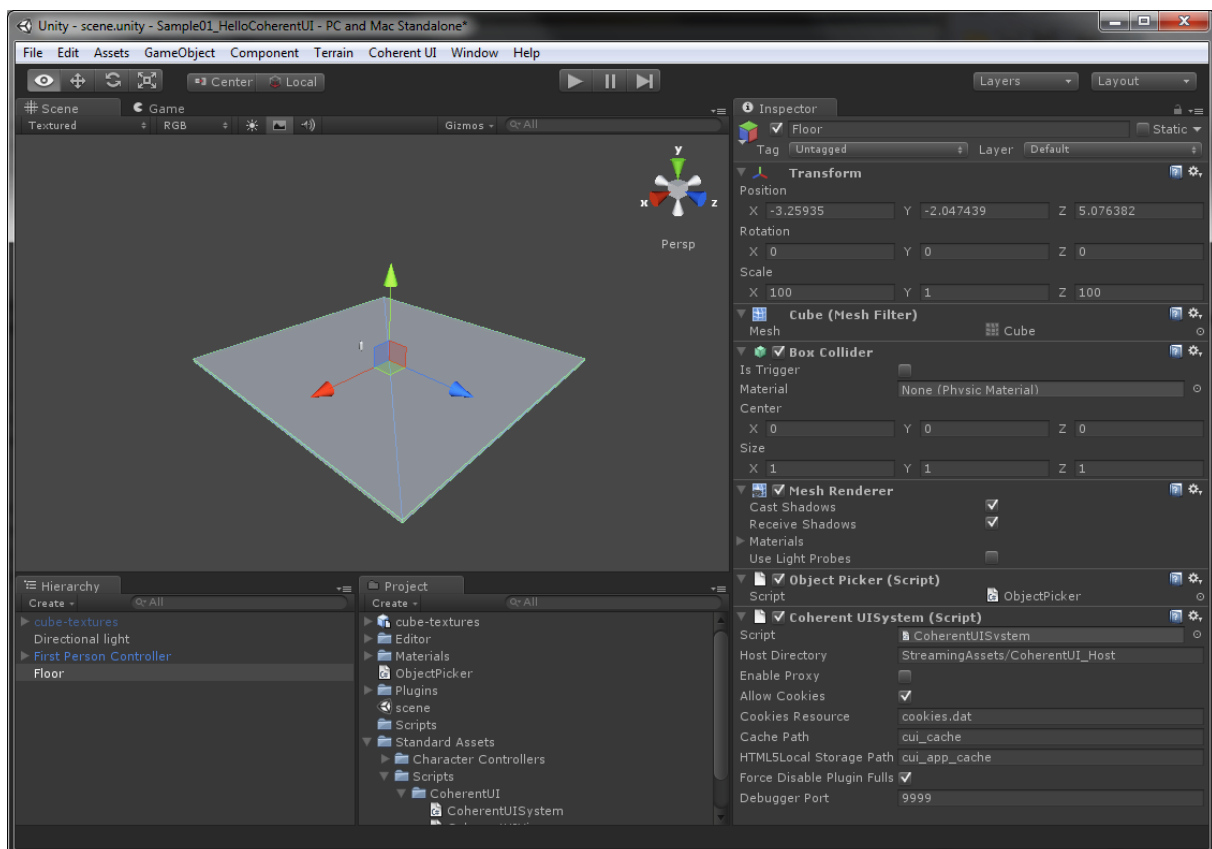 Unity - scene.unity - Sample01_HelloCoherentUI - PC and Mac Standalone*
File Edit Assets GameObject Component Terrain Coherent UI Window Help
Center Local
Layers Layout
Scene Game
Textured RGB Gizmos All
y
x z
Persp
Inspector
Floor Static
Tag Untagged Layer Default
Transform
Position
X -3.25935 Y -2.047439 Z 5.076382
Rotation
X 0 Y 0 Z 0
Scale
X 100 Y 1 Z 100
Cube (Mesh Filter)
Mesh Cube
Box Collider
Is Trigger
Material None (Physic Material)
Center
X 0 Y 0 Z 0
Size
X 1 Y 1 Z 1
Mesh Renderer
Cast Shadows
Receive Shadows
Materials
Use Light Probes
Object Picker (Script)
Script ObjectPicker
Coherent UISystem (Script)
Script CoherentUISystem
Host Directory StreamingAssets/CoherentUI_Host
Enable Proxy
Allow Cookies
Cookies Resource cookies.dat
Cache Path cui_cache
HTML5Local Storage Path cui_app_cache
Force Disable Plugin Fulls
Debugger Port 9999
Hierarchy
Create All
cube-textures
Directional light
First Person Controller
Floor
Project
Create All
cube-textures
Editor
Materials
ObjectPicker
Plugins
scene
Scripts
Standard Assets
Character Controllers
Scripts
CoherentUI
CoherentUISystem